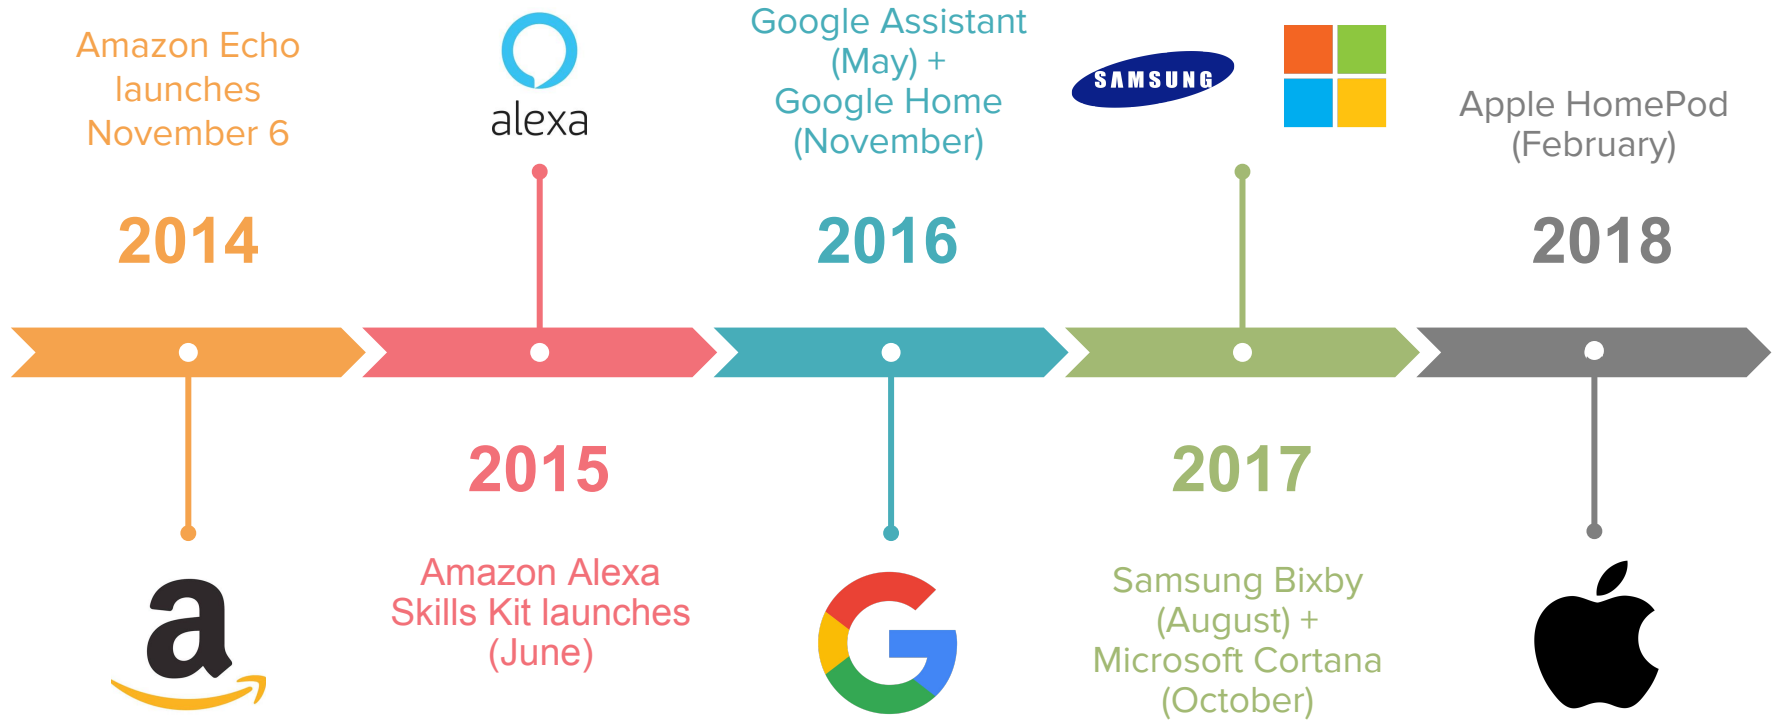 Amazon Echo
launches
November 6
2014
alexa
2015
Amazon Alexa
Skills Kit launches
(June)
Google Assistant
(May) +
Google Home
(November)
2016
SAMSUNG
2017
Samsung Bixby
(August) +
Microsoft Cortana
(October)
Apple HomePod
(February)
2018
a
G